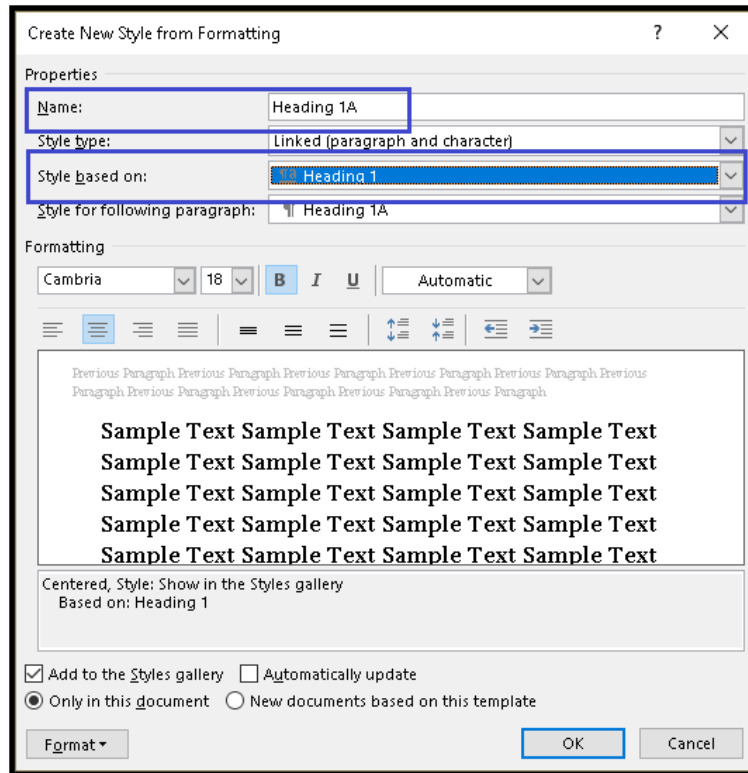 Create New Style from Formatting ? ×
Properties
Name: Heading 1A
Style type: Linked (paragraph and character)
Style based on: ¶a Heading 1
Style for following paragraph: ¶ Heading 1A
Formatting
Cambria 18 B I U Automatic
Previous Paragraph Previous Paragraph Previous Paragraph Previous Paragraph Previous Paragraph Previous
Paragraph Previous Paragraph Previous Paragraph Previous Paragraph Previous Paragraph
Sample Text Sample Text Sample Text Sample Text
Sample Text Sample Text Sample Text Sample Text
Sample Text Sample Text Sample Text Sample Text
Sample Text Sample Text Sample Text Sample Text
Sample Text Sample Text Sample Text Sample Text
Centered, Style: Show in the Styles gallery
Based on: Heading 1
Add to the Styles gallery Automatically update
Only in this document New documents based on this template
Format OK Cancel